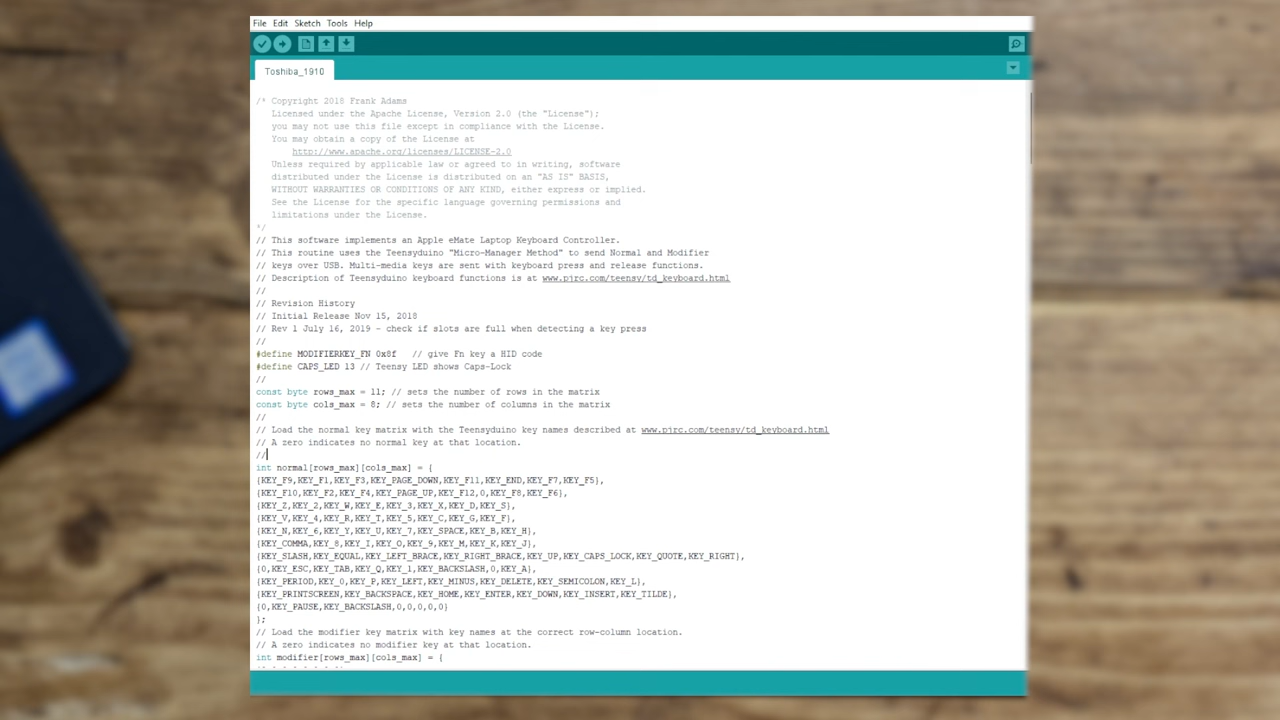 File Edit Sketch Tools Help
Toshiba_1910
/* Copyright 2018 Frank Adams
Licensed under the Apache License, Version 2.0 (the "License");
you may not use this file except in compliance with the License.
You may obtain a copy of the License at
http://www.apache.org/licenses/LICENSE-2.0
Unless required by applicable law or agreed to in writing, software
distributed under the License is distributed on an "AS IS" BASIS,
WITHOUT WARRANTIES OR CONDITIONS OF ANY KIND, either express or implied.
See the License for the specific language governing permissions and
limitations under the License.
*/
// This software implements an Apple eMate Laptop Keyboard Controller.
// This routine uses the Teensyduino "Micro-Manager Method" to send Normal and Modifier
// keys over USB. Multi-media keys are sent with keyboard press and release functions.
// Description of Teensyduino keyboard functions is at www.pjrc.com/teensy/td_keyboard.html
//
// Revision History
// Initial Release Nov 15, 2018
// Rev 1 July 16, 2019 - check if slots are full when detecting a key press
//
#define MODIFIERKEY_FN 0x8f // give Fn key a HID code
#define CAPS_LED 13 // Teensy LED shows Caps-Lock
//
const byte rows_max = 11; // sets the number of rows in the matrix
const byte cols_max = 8; // sets the number of columns in the matrix
//
// Load the normal key matrix with the Teensyduino key names described at www.pjrc.com/teensy/td_keyboard.html
// A zero indicates no normal key at that location.
//
int normal[rows_max][cols_max] = {
{KEY_F9,KEY_F1,KEY_F3,KEY_PAGE_DOWN,KEY_F11,KEY_END,KEY_F7,KEY_F5},
{KEY_F10,KEY_F2,KEY_F4,KEY_PAGE_UP,KEY_F12,0,KEY_F8,KEY_F6},
{KEY_Z,KEY_2,KEY_W,KEY_E,KEY_3,KEY_X,KEY_D,KEY_S},
{KEY_V,KEY_4,KEY_R,KEY_T,KEY_5,KEY_C,KEY_G,KEY_F},
{KEY_N,KEY_6,KEY_Y,KEY_U,KEY_7,KEY_SPACE,KEY_B,KEY_H},
{KEY_COMMA,KEY_8,KEY_I,KEY_O,KEY_9,KEY_M,KEY_K,KEY_J},
{KEY_SLASH,KEY_EQUAL,KEY_LEFT_BRACE,KEY_RIGHT_BRACE,KEY_UP,KEY_CAPS_LOCK,KEY_QUOTE,KEY_RIGHT},
{0,KEY_ESC,KEY_TAB,KEY_Q,KEY_1,KEY_BACKSLASH,0,KEY_A},
{KEY_PERIOD,KEY_0,KEY_P,KEY_LEFT,KEY_MINUS,KEY_DELETE,KEY_SEMICOLON,KEY_L},
{KEY_PRINTSCREEN,KEY_BACKSPACE,KEY_HOME,KEY_ENTER,KEY_DOWN,KEY_INSERT,KEY_TILDE},
{0,KEY_PAUSE,KEY_BACKSLASH,0,0,0,0,0}
};
// Load the modifier key matrix with key names at the correct row-column location.
// A zero indicates no modifier key at that location.
int modifier[rows_max][cols_max] = {